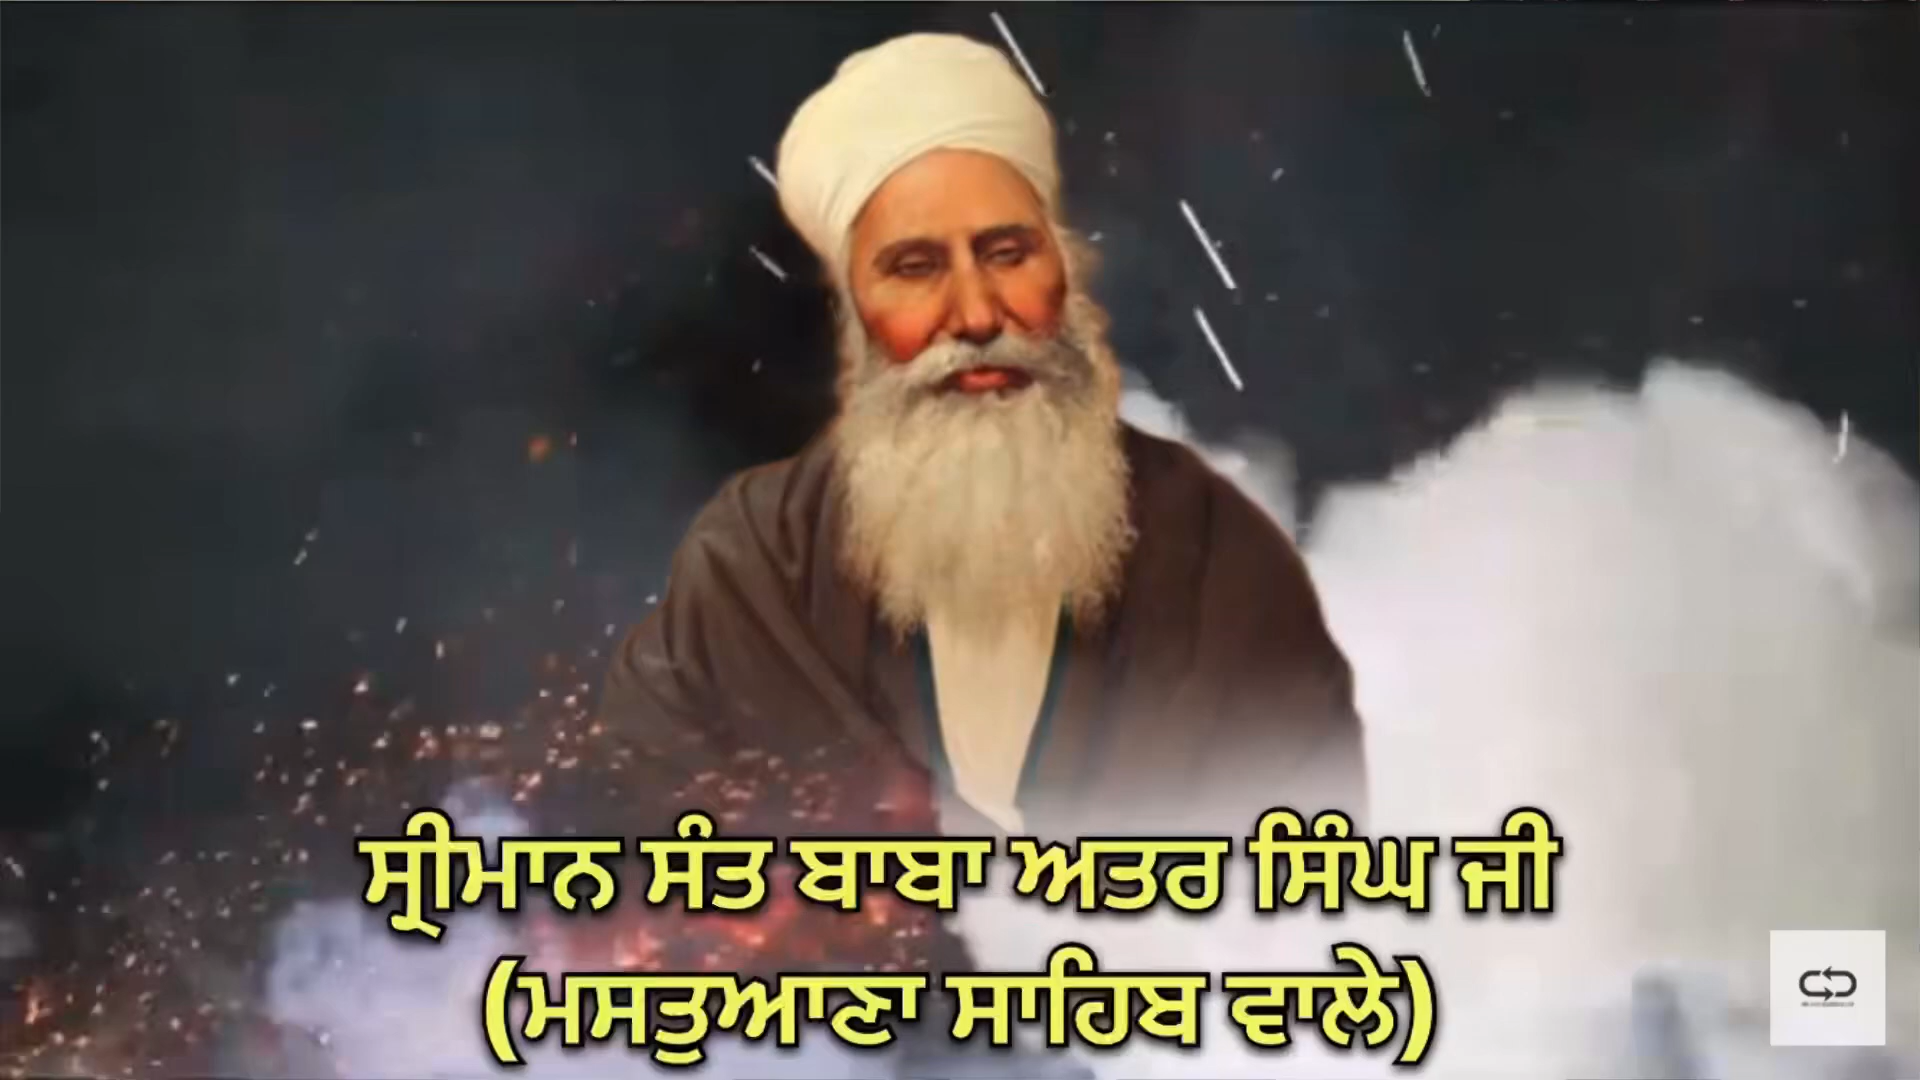 ਸ੍ਰੀਮਾਨ ਸੰਤ ਬਾਬਾ ਅਤਰ ਸਿੰਘ ਜੀ
(ਮਸਤੁਆਣਾ ਸਾਹਿਬ ਵਾਲੇ)